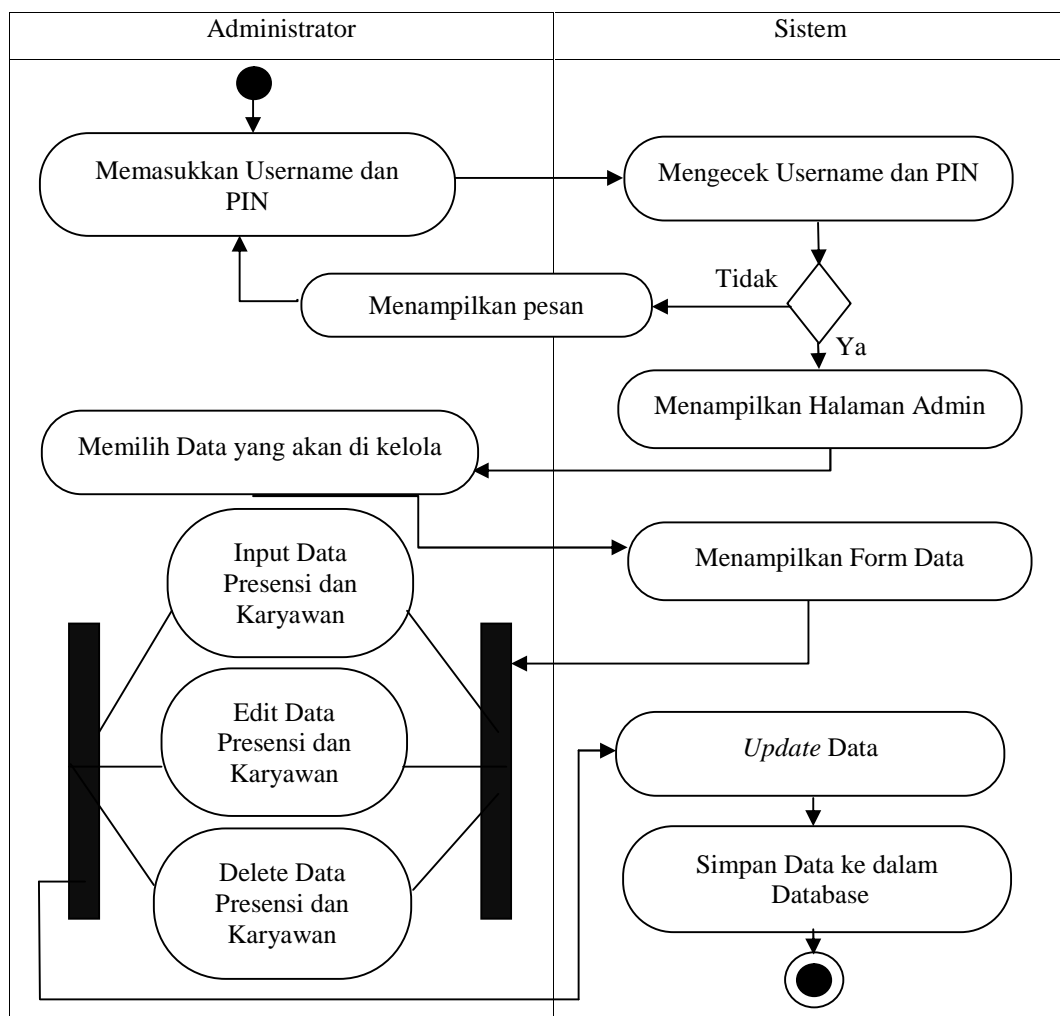 Administrator
Sistem
Memasukkan Username dan
PIN
Mengecek Username dan PIN
Tidak
Menampilkan pesan
Ya
Menampilkan Halaman Admin
Memilih Data yang akan di kelola
Input Data
Presensi dan
Karyawan
Menampilkan Form Data
Edit Data
Presensi dan
Karyawan
Update Data
Delete Data
Presensi dan
Karyawan
Simpan Data ke dalam
Database